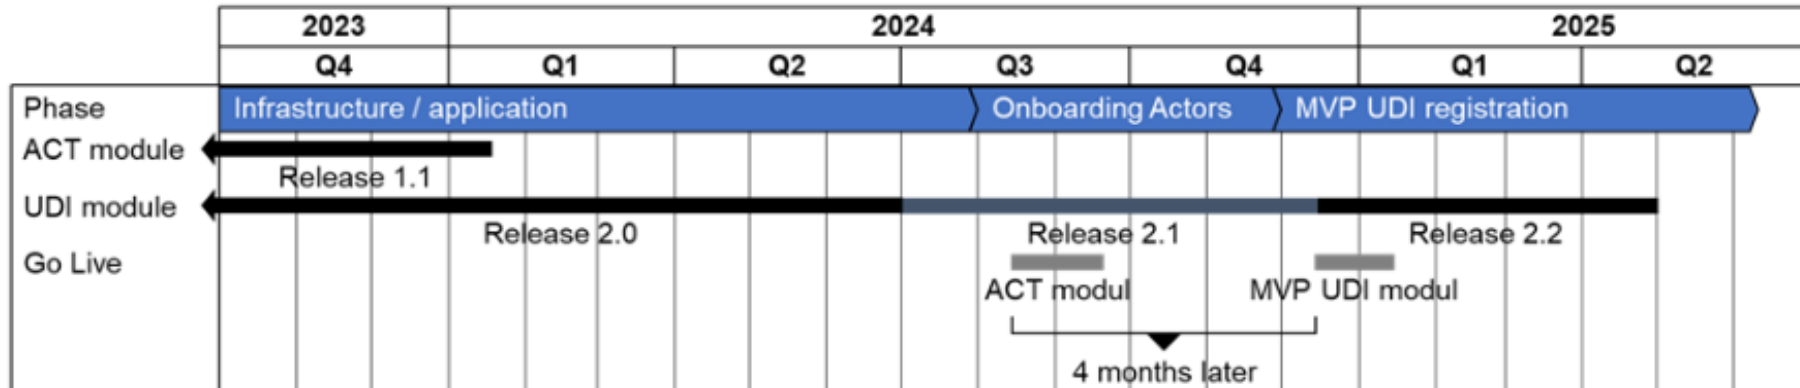 2023 2024 2025
Q4 Q1 Q2 Q3 Q4 Q1 Q2
Phase Infrastructure / application Onboarding Actors MVP UDI registration
ACT module
Release 1.1
UDI module
Release 2.0 Release 2.1 Release 2.2
Go Live
ACT modul MVP UDI modul
4 months later